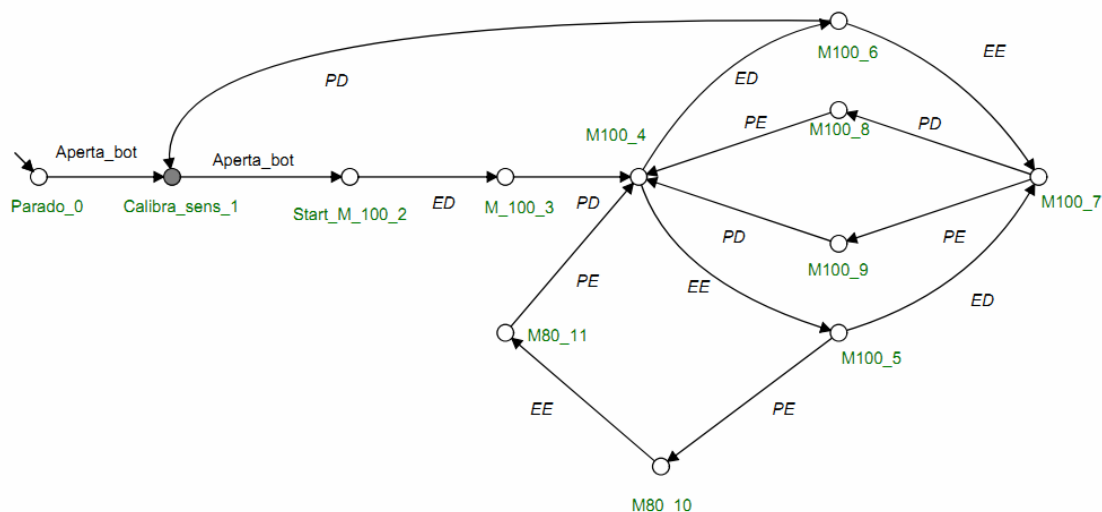 M100_6
EE
PD
ED
M100_4
PE
M100_8
PD
Aperta_bot
Aperta_bot
Parado_0
Calibra_sens_1
Start_M_100_2
ED
M_100_3
PD
M100_7
PD
M100_9
PE
PE
EE
ED
M80_11
M100_5
EE
PE
M80_10